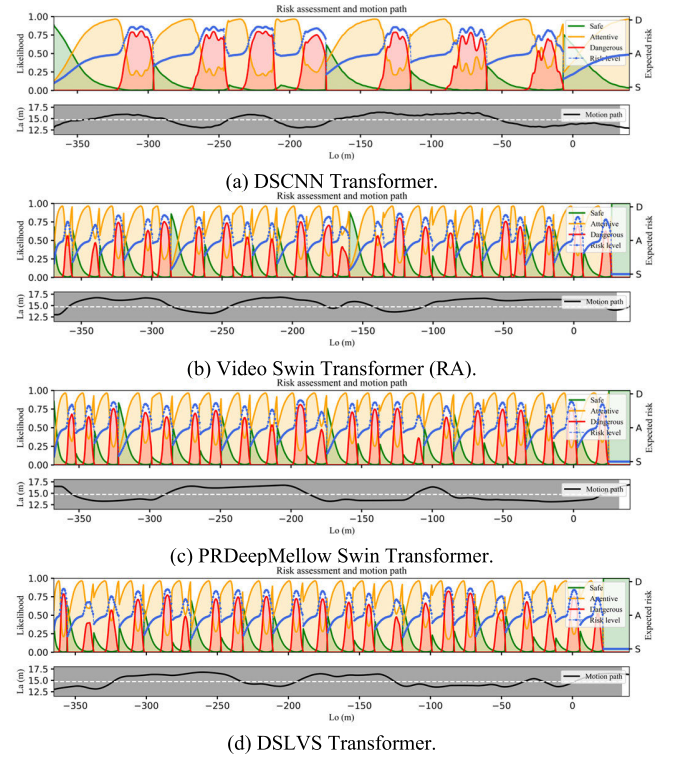 Risk assessment and motion path
1.00
0.75
0.50
0.25
0.00
Likelihood
Safe
Attentive
Dangerous
Risk level
D
A
S
Expected risk
17.5
15.0
12.5
La (m)
Motion path
−350 −300 −250 −200 −150 −100 −50 0
Lo (m)
(a) DSCNN Transformer.
Risk assessment and motion path
1.00
0.75
0.50
0.25
0.00
Likelihood
Safe
Attentive
Dangerous
Risk level
D
A
S
Expected risk
17.5
15.0
12.5
La (m)
Motion path
−350 −300 −250 −200 −150 −100 −50 0
Lo (m)
(b) Video Swin Transformer (RA).
Risk assessment and motion path
1.00
0.75
0.50
0.25
0.00
Likelihood
Safe
Attentive
Dangerous
Risk level
D
A
S
Expected risk
17.5
15.0
12.5
La (m)
Motion path
−350 −300 −250 −200 −150 −100 −50 0
Lo (m)
(c) PRDeepMellow Swin Transformer.
Risk assessment and motion path
1.00
0.75
0.50
0.25
0.00
Likelihood
Safe
Attentive
Dangerous
Risk level
D
A
S
Expected risk
17.5
15.0
12.5
La (m)
Motion path
−350 −300 −250 −200 −150 −100 −50 0
Lo (m)
(d) DSLVS Transformer.